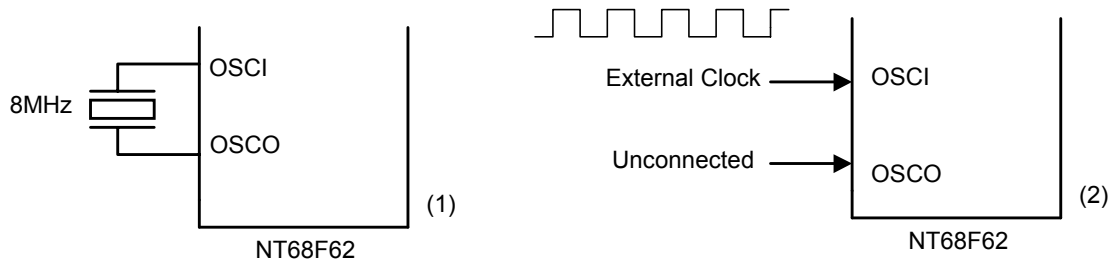 OSCI
8MHz
OSCO
(1)
NT68F62
External Clock
OSCI
Unconnected
OSCO
(2)
NT68F62